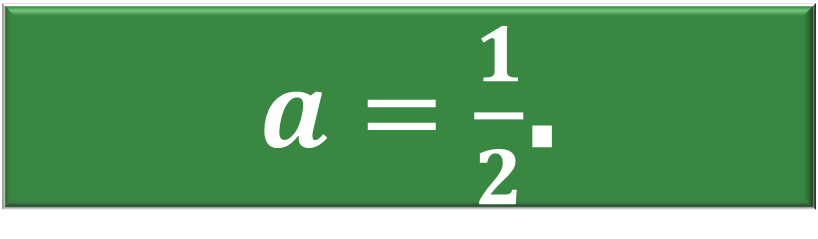 a = 1/2.